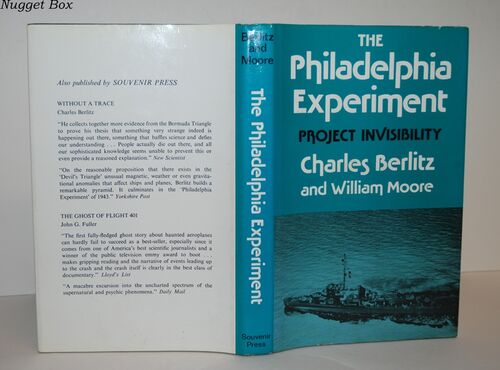 Nugget Box
Also published by SOUVENIR PRESS
WITHOUT A TRACE
Charles Berlitz
"He collects together more evidence from the Bermuda Triangle
to prove his thesis that something very strange indeed is
happening out there, something that baffles science and defies
our understanding . . . People actually did out there, and all
our sophisticated knowledge seems unable to prevent this or
even provide a reasoned explanation." New Scientist
"On the reasonable proposition that there exists in the
'Devil's Triangle' unusual magnetic, weather or even gravita-
tional anomalies that affect ships and planes, Berlitz builds a
remarkable pyramid. It culminates in the 'Philadelphia
Experiment' of 1943." Yorkshire Post
THE GHOST OF FLIGHT 401
John G. Fuller
"The first fully-fledged ghost story about haunted aeroplanes
can hardly fail to succeed as a best-seller, especially since it
comes from one of America's best scientific journalists and a
winner of the public television emmy award to boot . . .
makes gripping reading and the narrative of events leading up
to the crash and the crash itself is clearly in the best class of
documentary." Lloyd's List
"A macabre excursion into the uncharted spectrum of the
supernatural and psychic phenomena." Daily Mail
Berlitz
and
Moore
The Philadelphia Experiment
Souvenir
Press
THE
Philadelphia
Experiment
PROJECT INVISIBILITY
Charles Berlitz
and William Moore